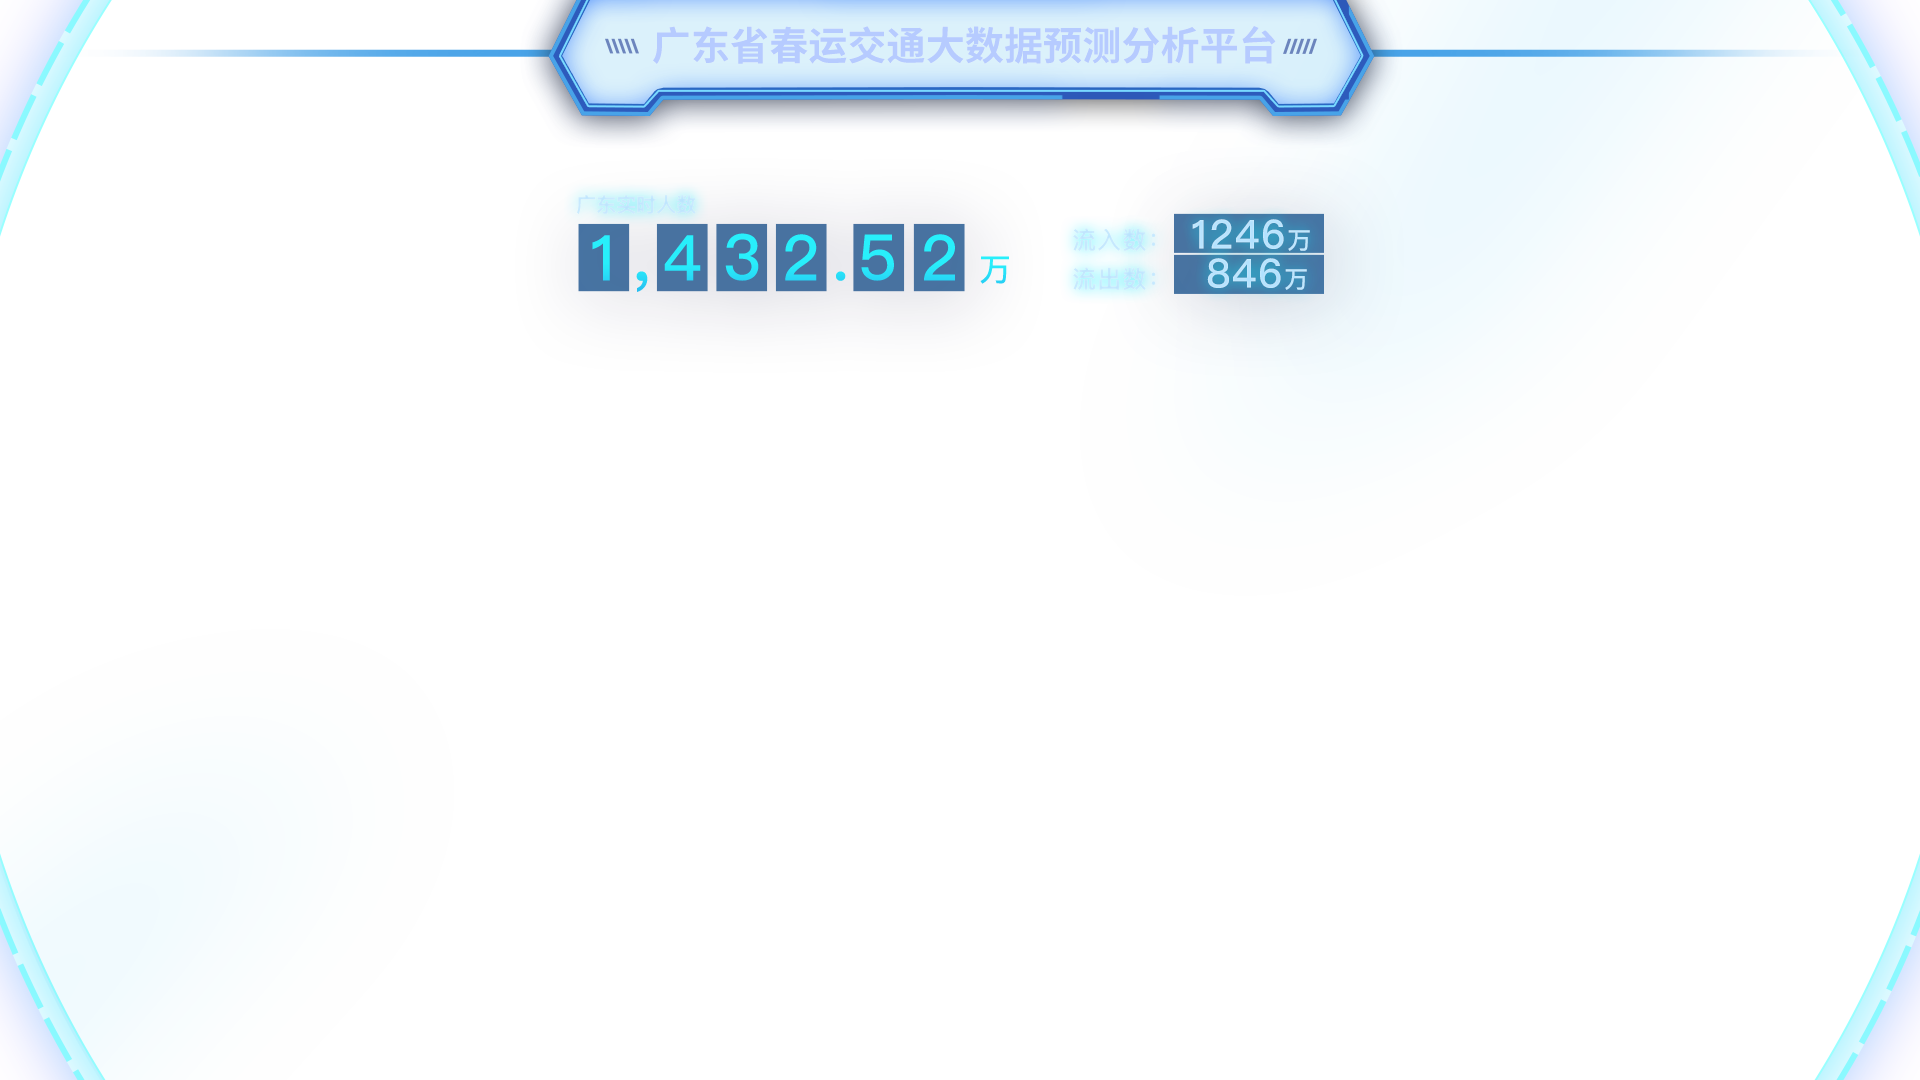 广东省春运交通大数据预测分析平台
广东实时人数
1,432.52 万
流入数： 1246万
流出数： 846万